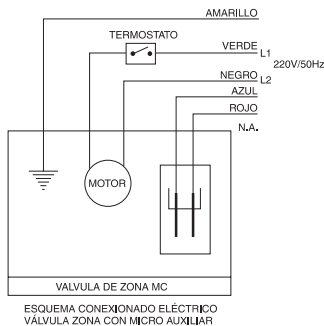 AMARILLO
TERMOSTATO
VERDE L1
220V/50Hz
NEGRO L2
AZUL
ROJO
N.A.
MOTOR
VALVULA DE ZONA MC
ESQUEMA CONEXIONADO ELÉCTRICO
VÁLVULA ZONA CON MICRO AUXILIAR